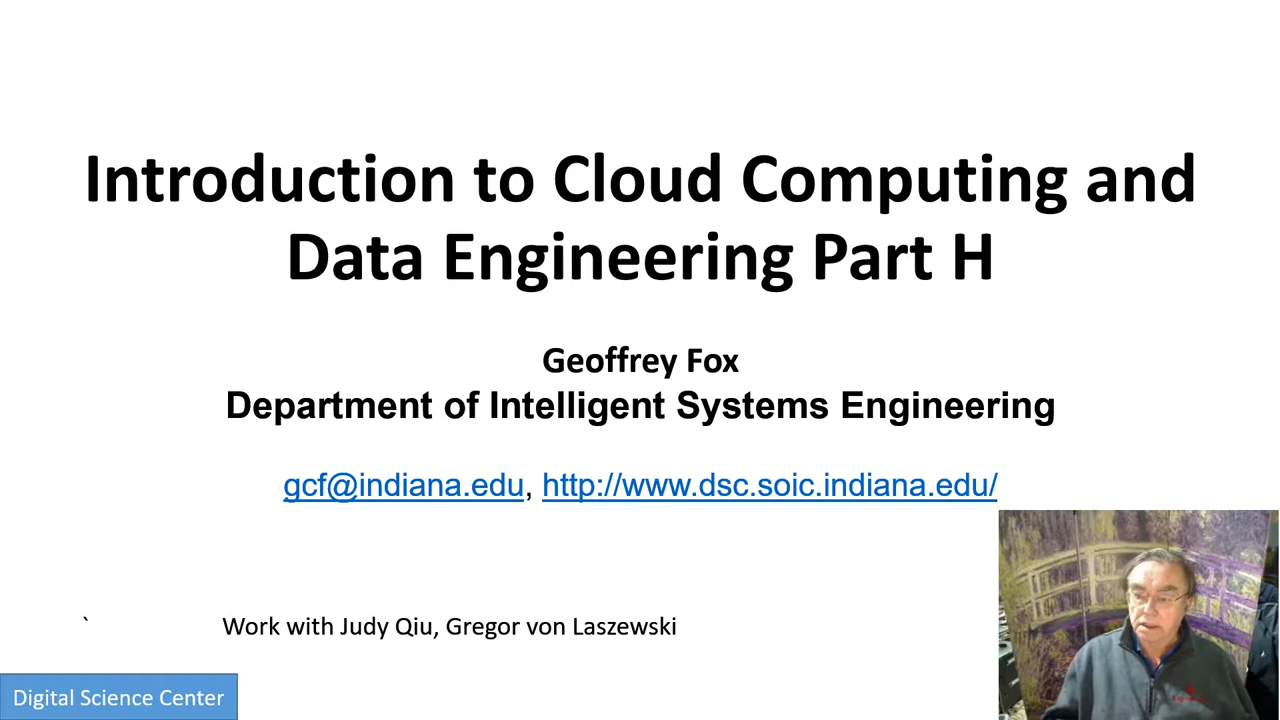 Introduction to Cloud Computing and
Data Engineering Part H
Geoffrey Fox
Department of Intelligent Systems Engineering
gcf@indiana.edu, http://www.dsc.soic.indiana.edu/
` Work with Judy Qiu, Gregor von Laszewski
Digital Science Center